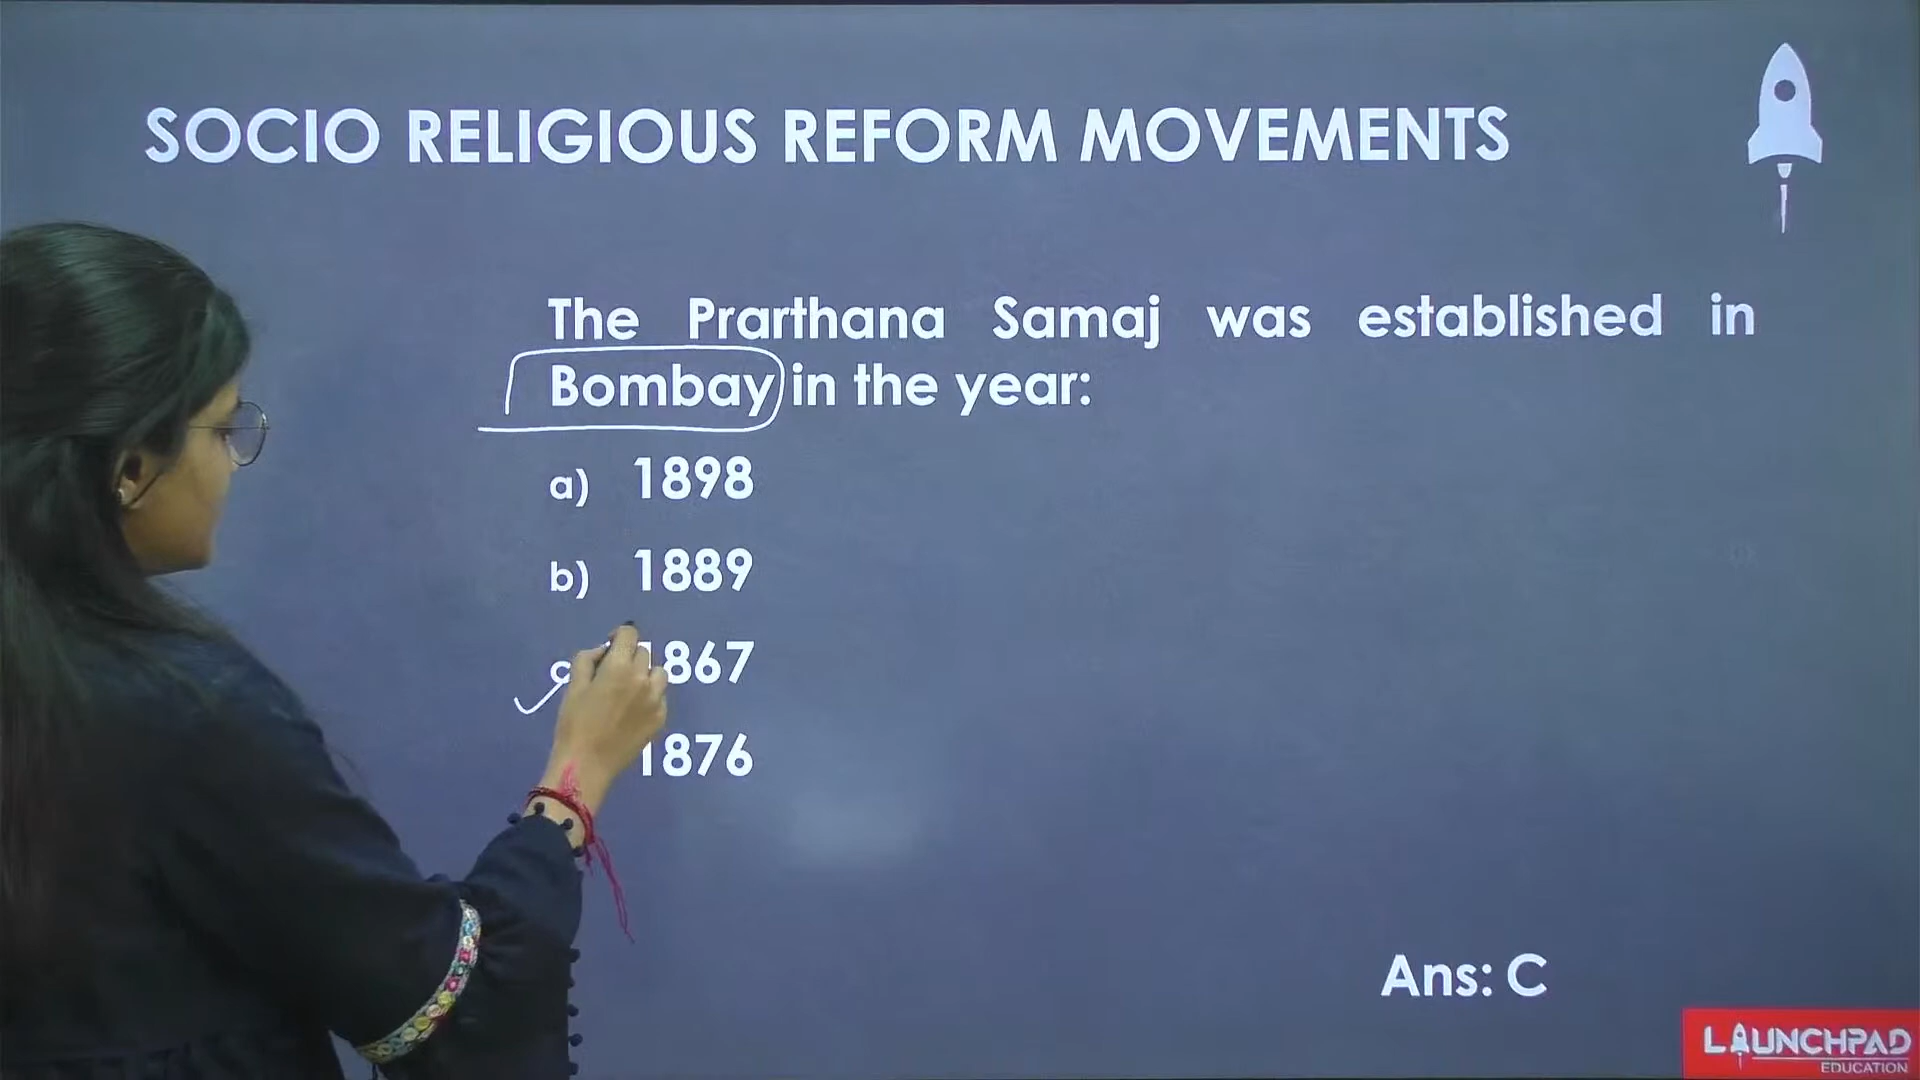 SOCIO RELIGIOUS REFORM MOVEMENTS
The Prarthana Samaj was established in
Bombay in the year:
a) 1898
b) 1889
c 1867
1876
Ans: C
LAUNCHPAD
EDUCATION